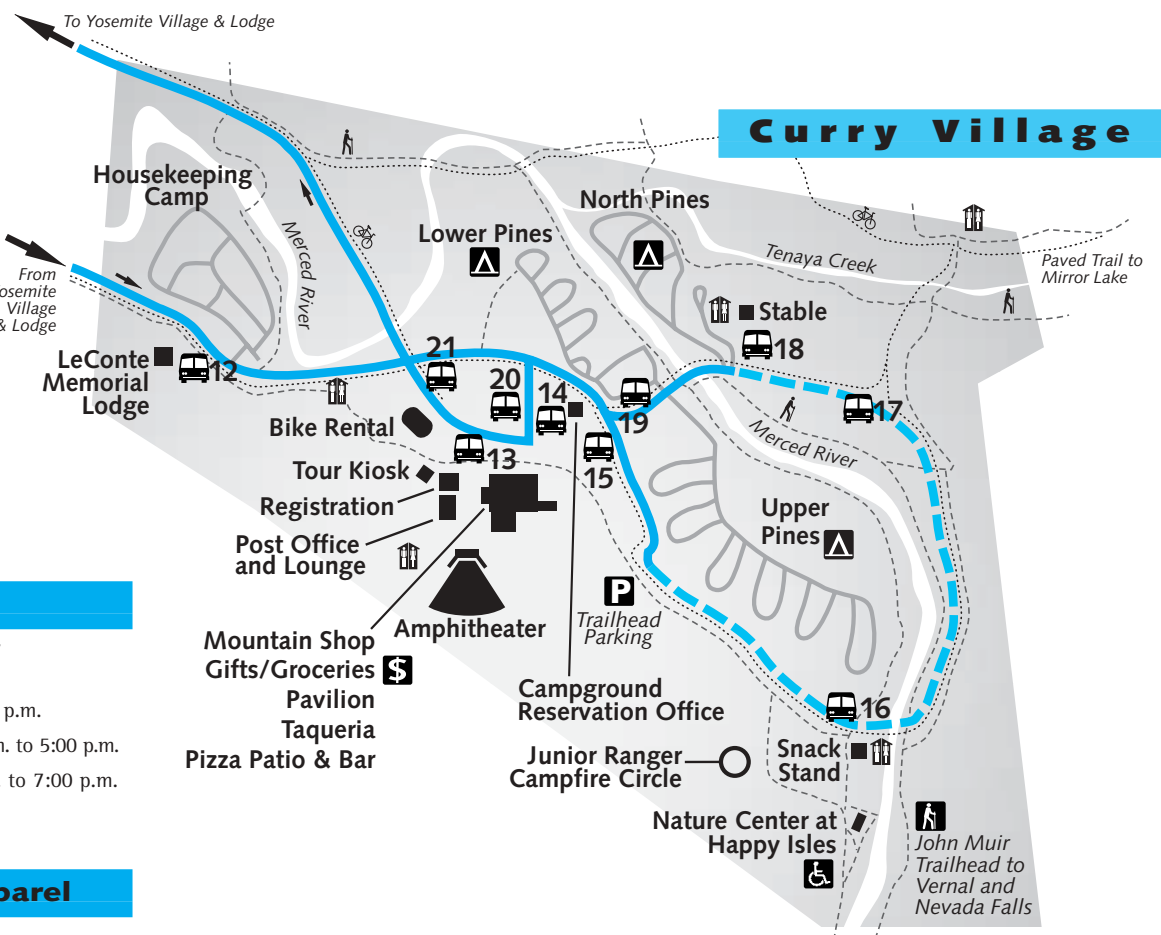 To Yosemite Village & Lodge
Curry Village
Housekeeping
Camp
North Pines
Lower Pines
Merced River
Tenaya Creek
Paved Trail to
Mirror Lake
From
Yosemite
Village
& Lodge
Stable
18
LeConte
Memorial
Lodge
12
21
20
14
19
17
Bike Rental
13
15
Merced River
Tour Kiosk
Registration
Post Office
and Lounge
Upper
Pines
P
Trailhead
Parking
Amphitheater
Mountain Shop
Gifts/Groceries $
Pavilion
Taqueria
Pizza Patio & Bar
Campground
Reservation Office
16
Snack
Stand
Junior Ranger
Campfire Circle
Nature Center at
Happy Isles
John Muir
Trailhead to
Vernal and
Nevada Falls
p.m.
to 5:00 p.m.
to 7:00 p.m.